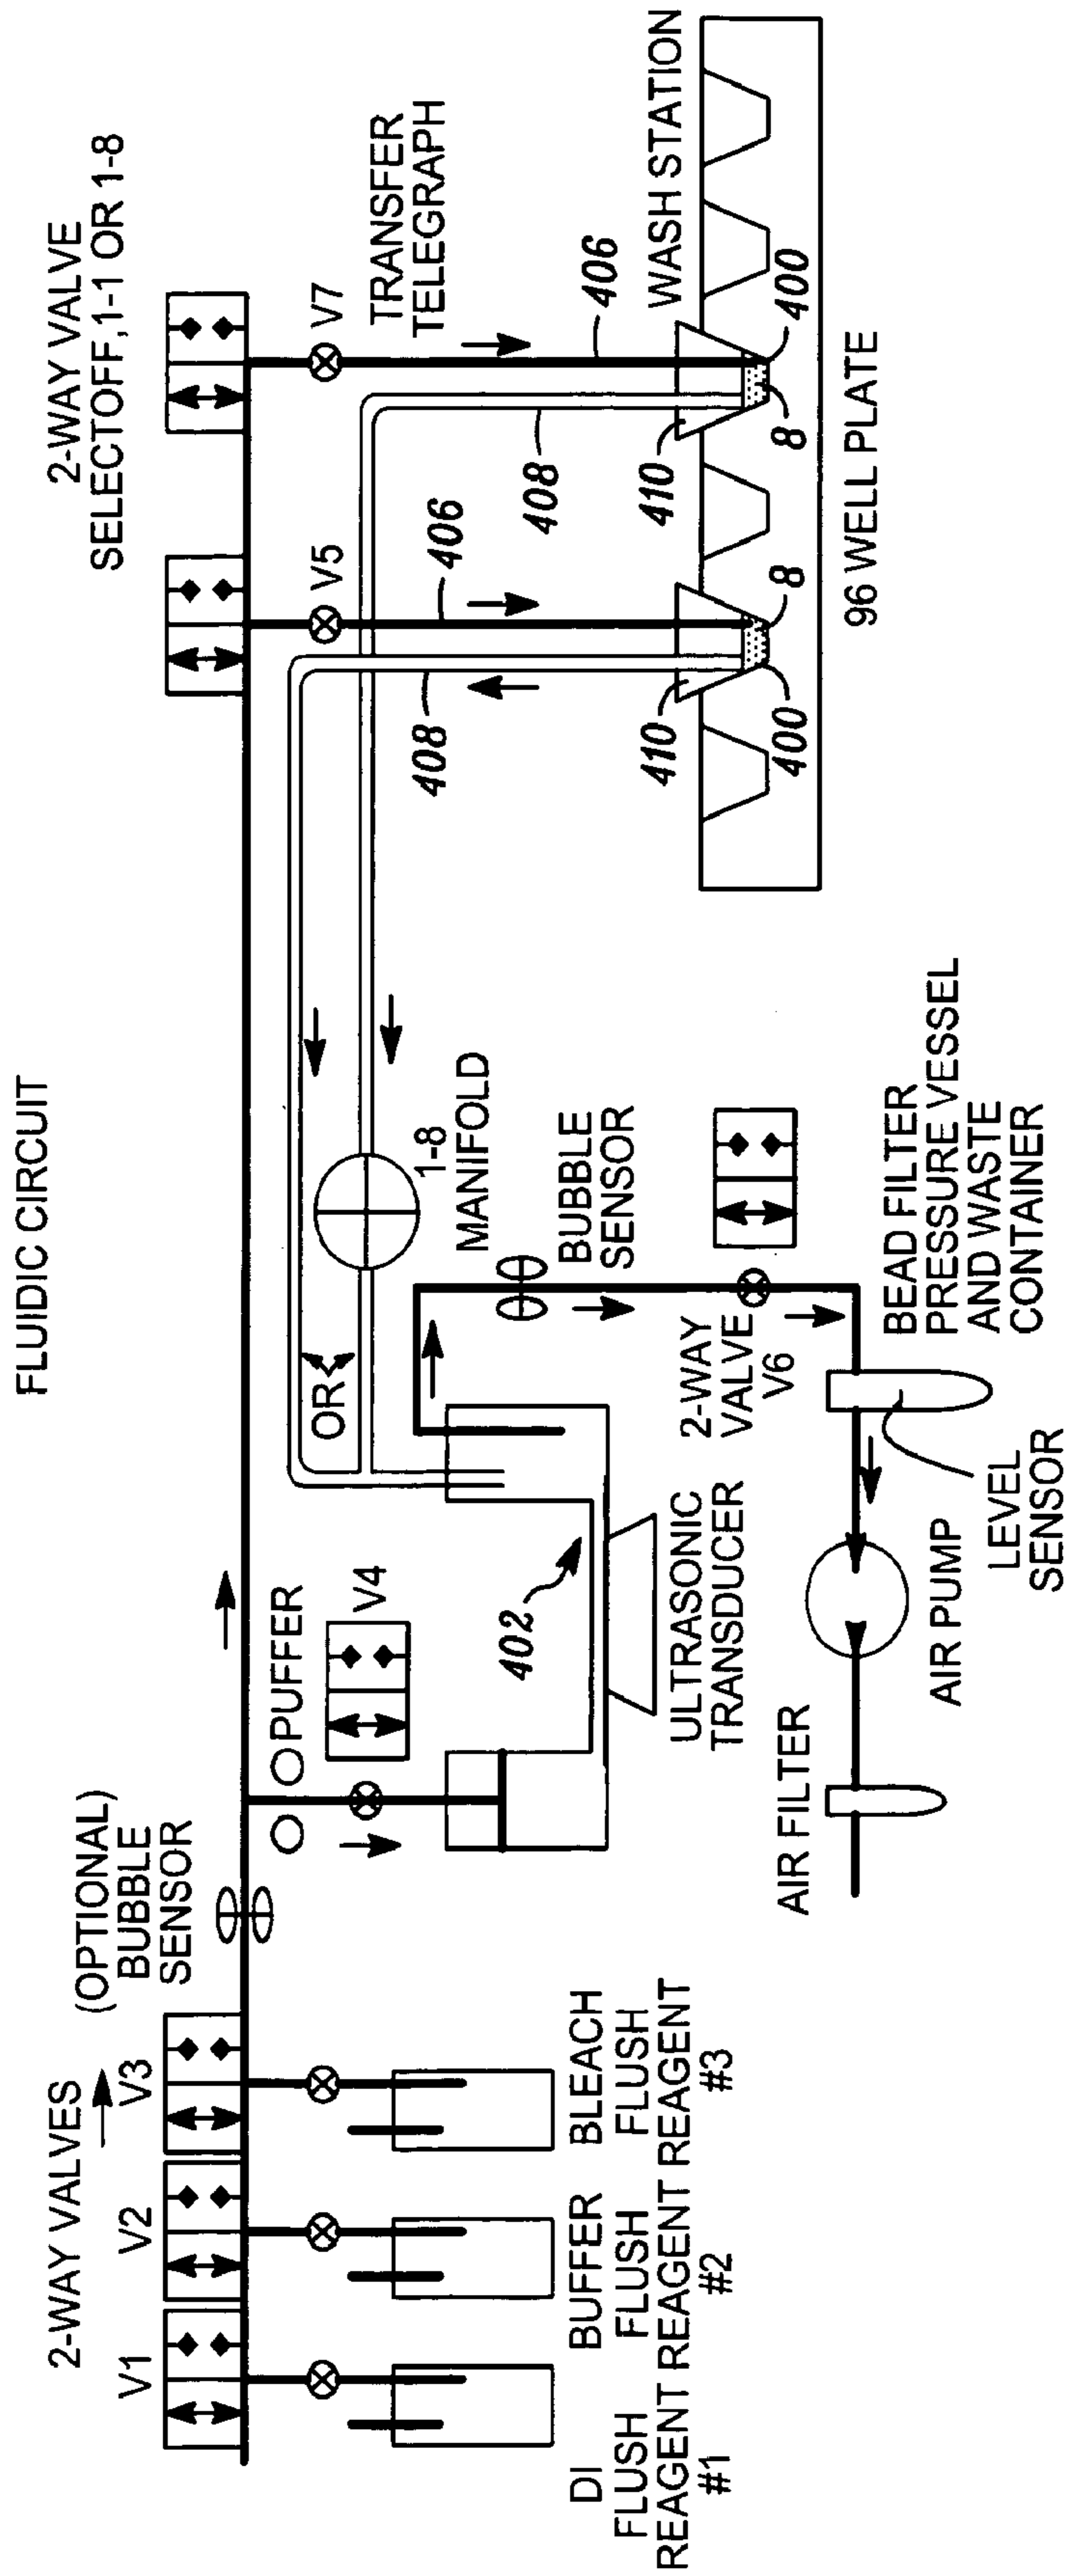 FLUIDIC CIRCUIT
2-WAY VALVES
V1
V2
V3
(OPTIONAL)
BUBBLE
SENSOR
2-WAY VALVE
SELECTOFF,1-1 OR 1-8
PUFFER
V4
V5
V7
TRANSFER
TELEGRAPH
OR
1-8
MANIFOLD
406
406
408
408
WASH STATION
410
410
8
8
400
400
96 WELL PLATE
DI
FLUSH
REAGENT
#1
BUFFER
FLUSH
REAGENT
#2
BLEACH
FLUSH
REAGENT
#3
402
ULTRASONIC
TRANSDUCER
BUBBLE
SENSOR
2-WAY
VALVE
V6
BEAD FILTER
PRESSURE VESSEL
AND WASTE
CONTAINER
LEVEL
SENSOR
AIR PUMP
AIR FILTER